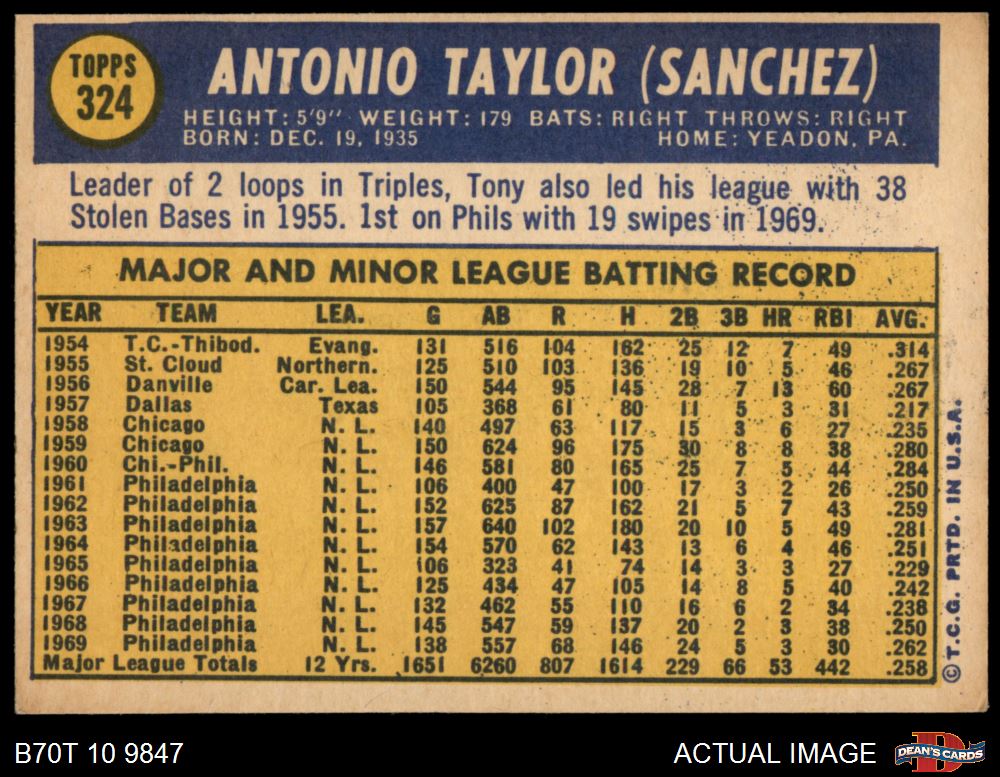 TOPPS
324
ANTONIO TAYLOR (SANCHEZ)
HEIGHT: 5'9" WEIGHT: 179 BATS: RIGHT THROWS: RIGHT
BORN: DEC. 19, 1935 HOME: YEADON, PA.
Leader of 2 loops in Triples, Tony also led his league with 38
Stolen Bases in 1955. 1st on Phils with 19 swipes in 1969.
MAJOR AND MINOR LEAGUE BATTING RECORD
YEAR TEAM LEA. G AB R H 2B 3B HR RBI AVG.
1954 T.C.-Thibod. Evang. 131 516 104 162 25 12 7 49 .314
1955 St. Cloud Northern. 125 510 103 136 19 10 5 46 .267
1956 Danville Car. Lea. 150 544 95 145 28 7 13 60 .267
1957 Dallas Texas 105 368 61 80 11 5 3 31 .217
1958 Chicago N. L. 140 497 63 117 15 3 6 27 .235
1959 Chicago N. L. 150 624 96 175 30 8 8 38 .280
1960 Chi.-Phil. N. L. 146 581 80 165 25 7 5 44 .284
1961 Philadelphia N. L. 106 400 47 100 17 3 2 26 .250
1962 Philadelphia N. L. 152 625 87 162 21 5 7 43 .259
1963 Philadelphia N. L. 157 640 102 180 20 10 5 49 .281
1964 Philadelphia N. L. 154 570 62 143 13 6 4 46 .251
1965 Philadelphia N. L. 106 323 41 74 14 3 3 27 .229
1966 Philadelphia N. L. 125 434 47 105 14 8 5 40 .242
1967 Philadelphia N. L. 132 462 55 110 16 6 2 34 .238
1968 Philadelphia N. L. 145 547 59 137 20 2 3 38 .250
1969 Philadelphia N. L. 138 557 68 146 24 5 3 30 .262
Major League Totals 12 Yrs. 1651 6260 807 1614 229 66 53 442 .258
© T.C.G. PRTD. IN U.S.A.
B70T 10 9847
ACTUAL IMAGE
DEAN'S CARDS